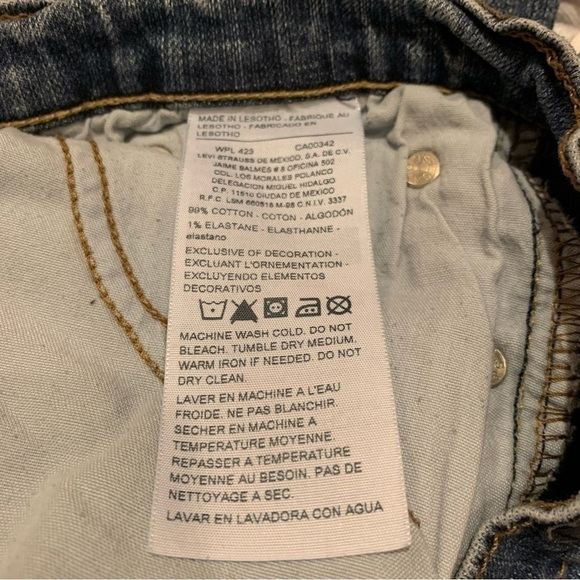 MADE IN LESOTHO - FABRIQUE AU
LESOTHO - FABRICADO EN
LESOTHO
WPL 423 CA00342
LEVI STRAUSS DE MEXICO, S.A. DE C.V.
JAIME BALMES # 8 OFICINA 502
COL. LOS MORALES POLANCO
DELEGACION MIGUEL HIDALGO
C.P. 11510 CIUDAD DE MEXICO
R.F.C. LSM 660516 M-96 C.N.I.V. 3337
99% COTTON - COTON - ALGODÓN
1% ELASTANE - ELASTHANNE -
elastano
EXCLUSIVE OF DECORATION -
EXCLUANT L'ORNEMENTATION -
EXCLUYENDO ELEMENTOS
DECORATIVOS
MACHINE WASH COLD. DO NOT
BLEACH. TUMBLE DRY MEDIUM.
WARM IRON IF NEEDED. DO NOT
DRY CLEAN.
LAVER EN MACHINE A L'EAU
FROIDE. NE PAS BLANCHIR.
SECHER EN MACHINE A
TEMPERATURE MOYENNE.
REPASSER A TEMPERATURE
MOYENNE AU BESOIN. PAS DE
NETTOYAGE A SEC.
LAVAR EN LAVADORA CON AGUA